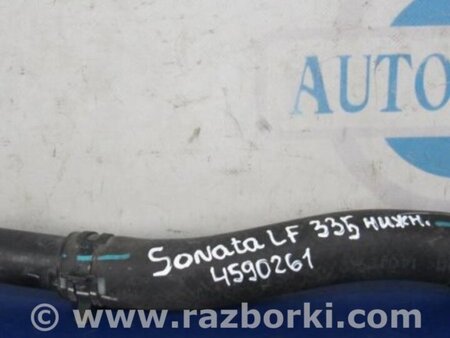 AUTO
Sonata LF 335 нижн.
4590261
© www.razborki.com